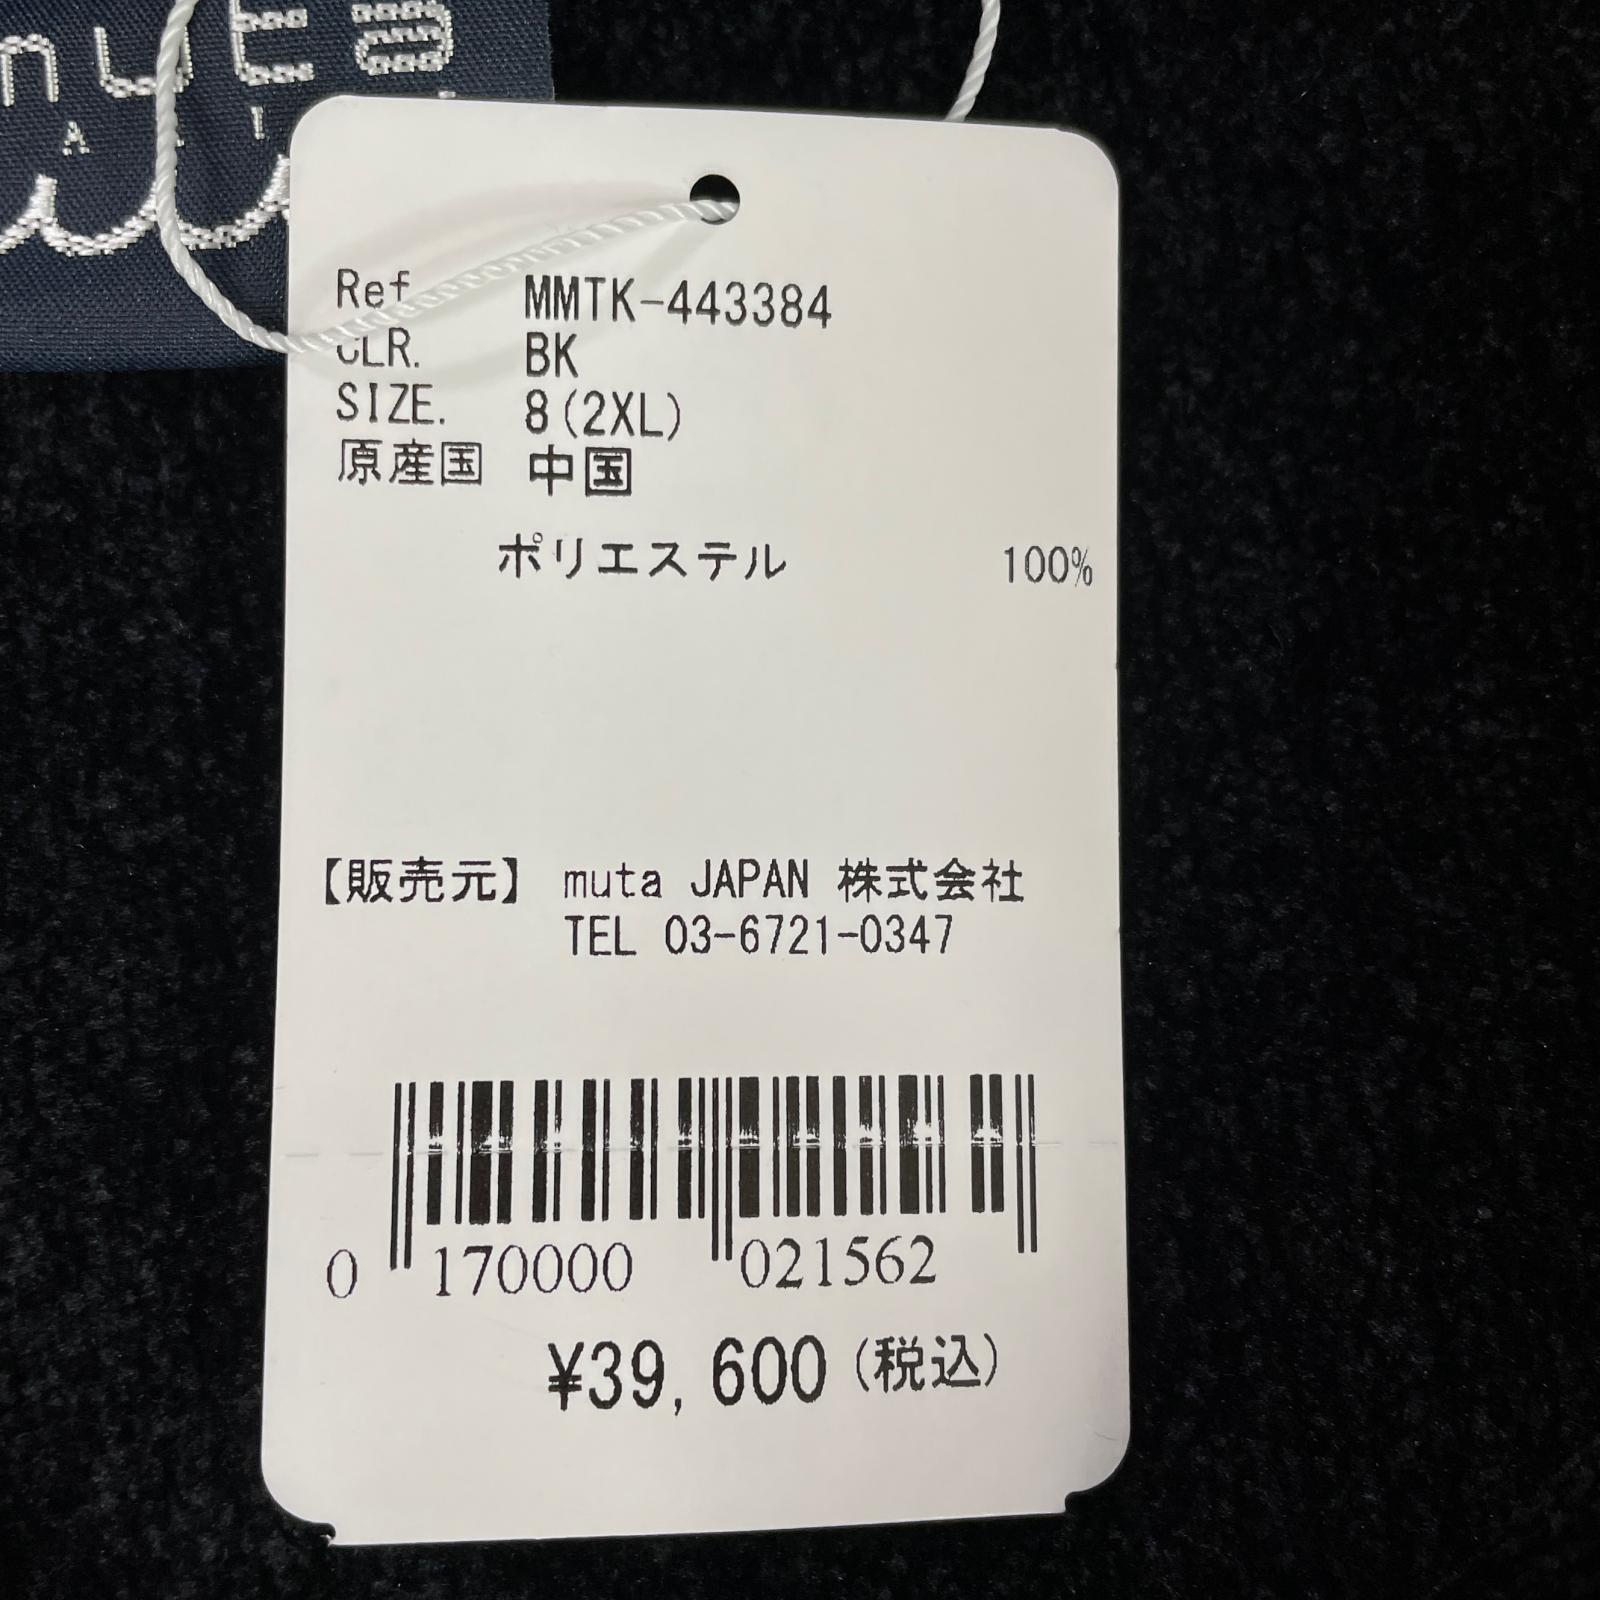 muta
Ref MMTK-443384
CLR. BK
SIZE. 8(2XL)
原産国 中国
ポリエステル 100%
【販売元】 muta JAPAN 株式会社
TEL 03-6721-0347
0 170000 021562
¥39,600(税込)